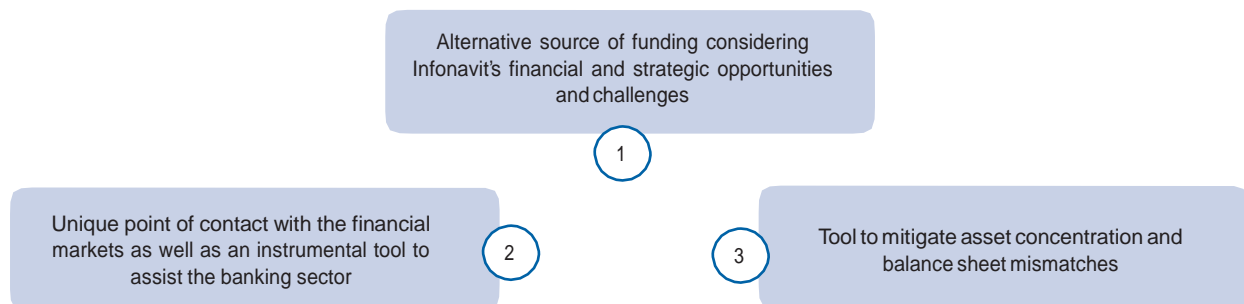 Alternative source of funding considering
Infonavit's financial and strategic opportunities
and challenges
1
Unique point of contact with the financial
markets as well as an instrumental tool to
assist the banking sector
2
3
Tool to mitigate asset concentration and
balance sheet mismatches